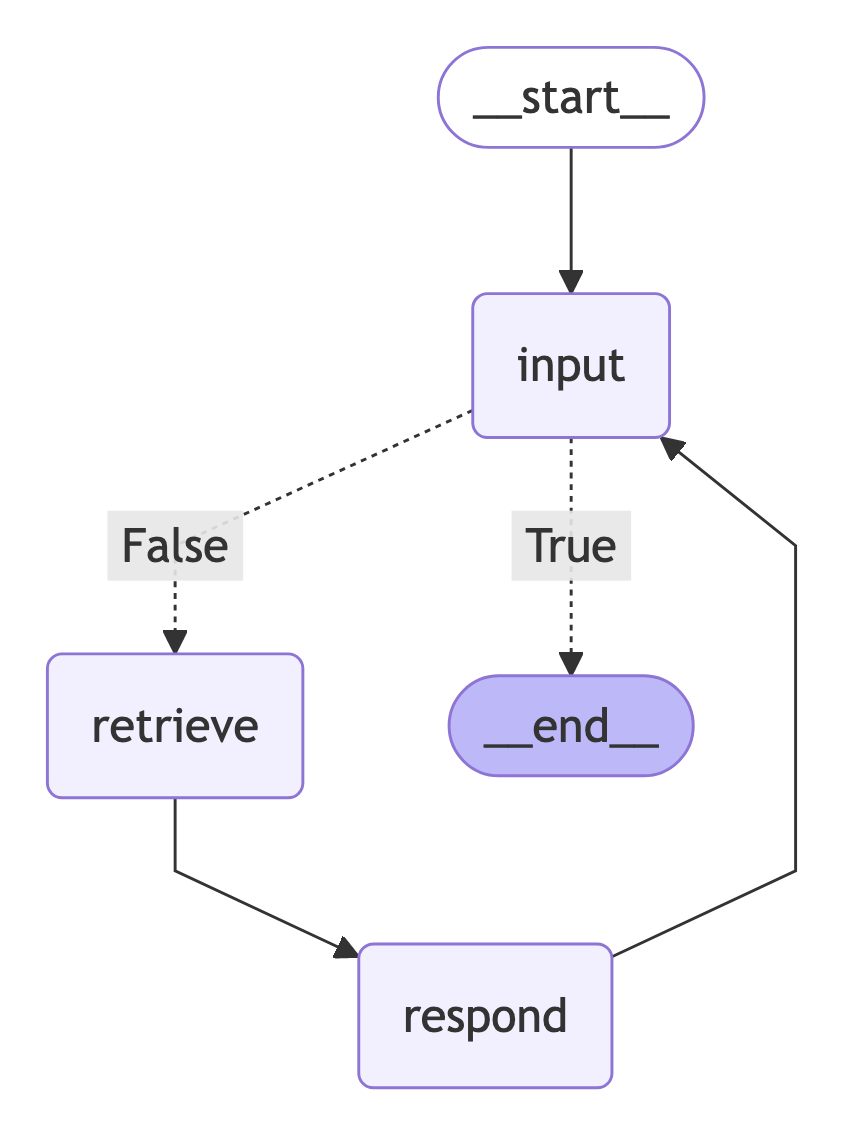 __start__
input
False
True
retrieve
__end__
respond